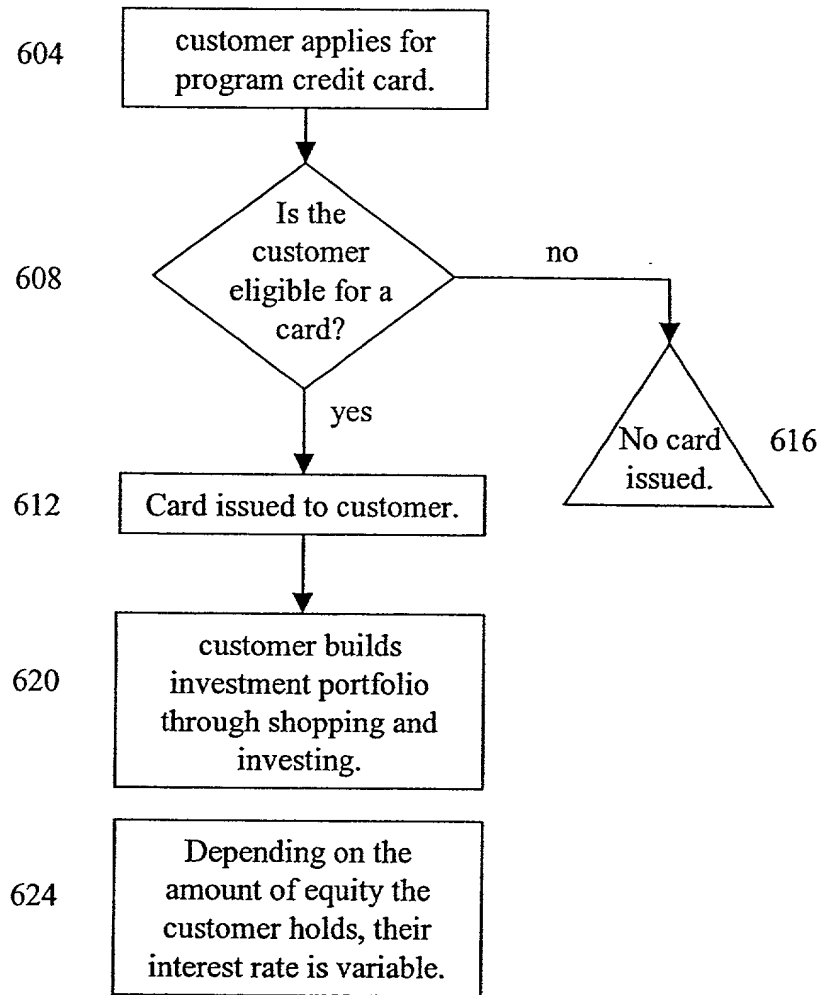 604
customer applies for
program credit card.
608
Is the
customer
eligible for a
card?
no
yes
No card
issued.
616
612
Card issued to customer.
620
customer builds
investment portfolio
through shopping and
investing.
624
Depending on the
amount of equity the
customer holds, their
interest rate is variable.